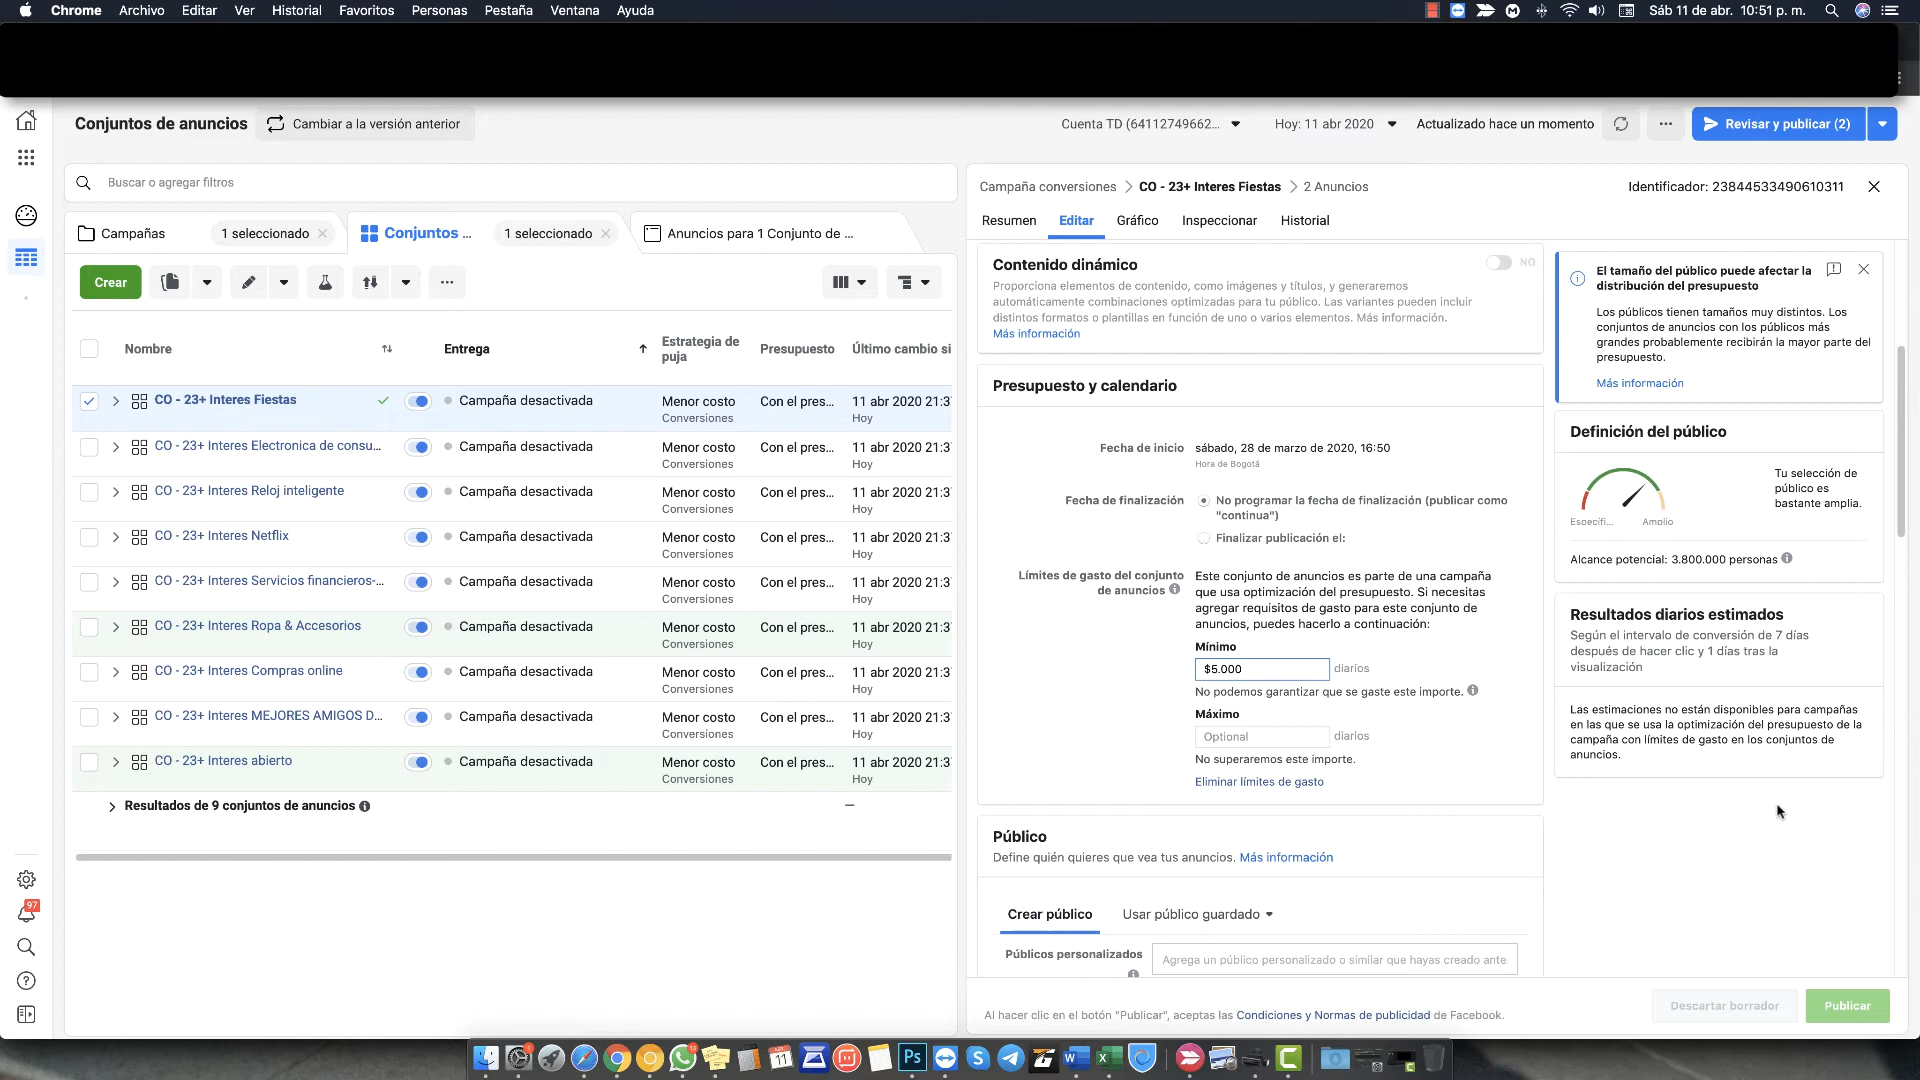 Chrome Archivo Editar Ver Historial Favoritos Personas Pestaña Ventana Ayuda
Sáb 11 de abr. 10:51 p. m.
Conjuntos de anuncios
Cambiar a la versión anterior
Cuenta TD (64112749662...
Hoy: 11 abr 2020
Actualizado hace un momento
Revisar y publicar (2)
Buscar o agregar filtros
Campañas
1 seleccionado
Conjuntos ...
1 seleccionado
Anuncios para 1 Conjunto de ...
Crear
Nombre
Entrega
Estrategia de
puja
Presupuesto
Último cambio si
CO - 23+ Interes Fiestas
Campaña desactivada
Menor costo
Conversiones
Con el pres...
11 abr 2020 21:3
Hoy
CO - 23+ Interes Electronica de consu...
Campaña desactivada
Menor costo
Conversiones
Con el pres...
11 abr 2020 21:3
Hoy
CO - 23+ Interes Reloj inteligente
Campaña desactivada
Menor costo
Conversiones
Con el pres...
11 abr 2020 21:3
Hoy
CO - 23+ Interes Netflix
Campaña desactivada
Menor costo
Conversiones
Con el pres...
11 abr 2020 21:3
Hoy
CO - 23+ Interes Servicios financieros-...
Campaña desactivada
Menor costo
Conversiones
Con el pres...
11 abr 2020 21:3
Hoy
CO - 23+ Interes Ropa & Accesorios
Campaña desactivada
Menor costo
Conversiones
Con el pres...
11 abr 2020 21:3
Hoy
CO - 23+ Interes Compras online
Campaña desactivada
Menor costo
Conversiones
Con el pres...
11 abr 2020 21:3
Hoy
CO - 23+ Interes MEJORES AMIGOS D...
Campaña desactivada
Menor costo
Conversiones
Con el pres...
11 abr 2020 21:3
Hoy
CO - 23+ Interes abierto
Campaña desactivada
Menor costo
Conversiones
Con el pres...
11 abr 2020 21:3
Hoy
Resultados de 9 conjuntos de anuncios
—
97
Campaña conversiones
CO - 23+ Interes Fiestas
2 Anuncios
Identificador: 23844533490610311
Resumen
Editar
Gráfico
Inspeccionar
Historial
Contenido dinámico
NO
Proporciona elementos de contenido, como imágenes y títulos, y generaremos
automáticamente combinaciones optimizadas para tu público. Las variantes pueden incluir
distintos formatos o plantillas en función de uno o varios elementos. Más información.
Más información
Presupuesto y calendario
Fecha de inicio
sábado, 28 de marzo de 2020, 16:50
Hora de Bogotá
Fecha de finalización
No programar la fecha de finalización (publicar como
"continua")
Finalizar publicación el:
Límites de gasto del conjunto
de anuncios
Este conjunto de anuncios es parte de una campaña
que usa optimización del presupuesto. Si necesitas
agregar requisitos de gasto para este conjunto de
anuncios, puedes hacerlo a continuación:
Mínimo
$5.000
diarios
No podemos garantizar que se gaste este importe.
Máximo
Optional
diarios
No superaremos este importe.
Eliminar límites de gasto
Público
Define quién quieres que vea tus anuncios. Más información
Crear público
Usar público guardado
Públicos personalizados
Agrega un público personalizado o similar que hayas creado ante
El tamaño del público puede afectar la
distribución del presupuesto
Los públicos tienen tamaños muy distintos. Los
conjuntos de anuncios con los públicos más
grandes probablemente recibirán la mayor parte del
presupuesto.
Más información
Definición del público
Específi...
Amplio
Tu selección de
público es
bastante amplia.
Alcance potencial: 3.800.000 personas
Resultados diarios estimados
Según el intervalo de conversión de 7 días
después de hacer clic y 1 días tras la
visualización
Las estimaciones no están disponibles para campañas
en las que se usa la optimización del presupuesto de la
campaña con límites de gasto en los conjuntos de
anuncios.
Al hacer clic en el botón "Publicar", aceptas las Condiciones y Normas de publicidad de Facebook.
Descartar borrador
Publicar
Ps